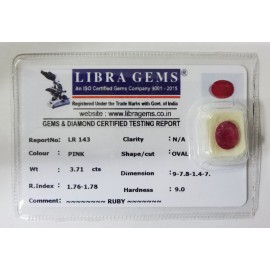 LIBRA GEMS
An ISO Certified Gems Company 9001 - 2015
Registered Under the Trade Marks with Govt. of India
website : www.libragems.co.in
GEMS & DIAMOND CERTIFIED TESTING REPORT
ReportNo: LR 143 Clarity : N/A
Colour : PINK Shape/cut : OVAL
Wt : 3.71 cts Dimension : 9-7.8-1.4-7.
R.Index : 1.76-1.78 Hardness : 9.0
Comment ~~~~~~~~ RUBY ~~~~~~~~